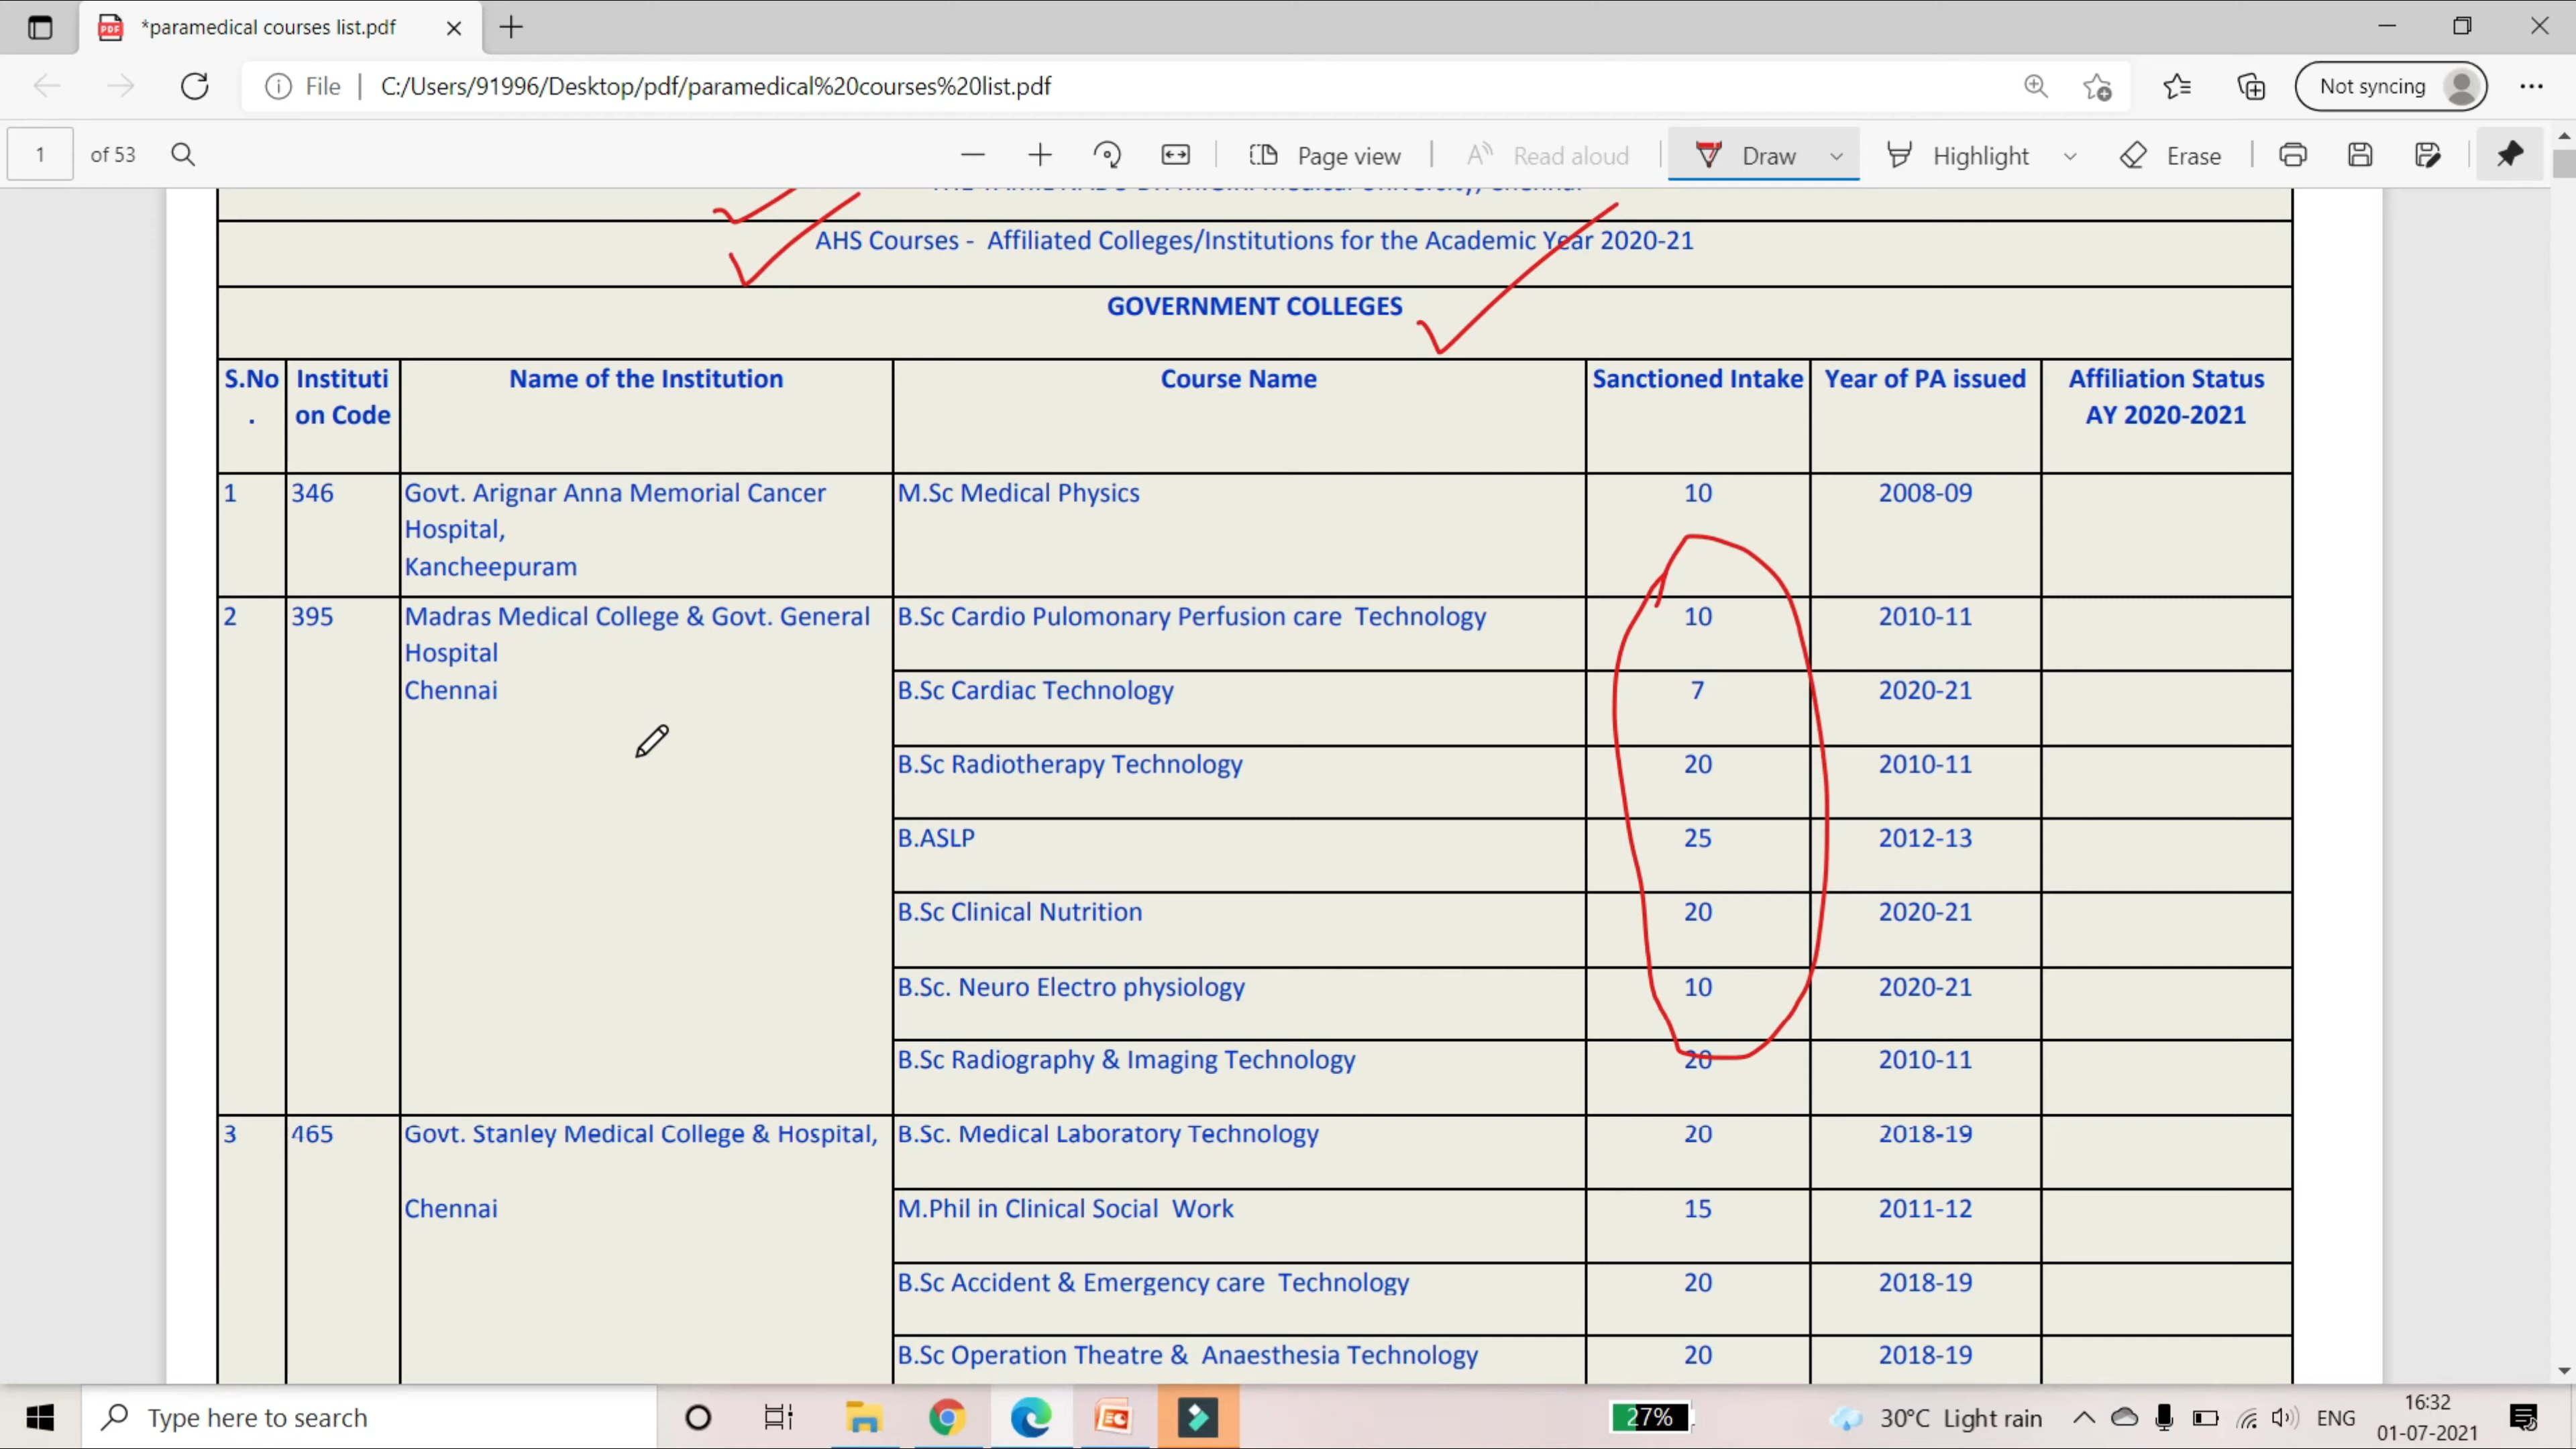 *paramedical courses list.pdf
File | C:/Users/91996/Desktop/pdf/paramedical%20courses%20list.pdf
Not syncing
1 of 53
Page view
Read aloud
Draw
Highlight
Erase
AHS Courses - Affiliated Colleges/Institutions for the Academic Year 2020-21
GOVERNMENT COLLEGES
S.No Instituti Name of the Institution Course Name Sanctioned Intake Year of PA issued Affiliation Status
. on Code AY 2020-2021
1 346 Govt. Arignar Anna Memorial Cancer M.Sc Medical Physics 10 2008-09
Hospital,
Kancheepuram
2 395 Madras Medical College & Govt. General B.Sc Cardio Pulomonary Perfusion care Technology 10 2010-11
Hospital
Chennai B.Sc Cardiac Technology 7 2020-21
B.Sc Radiotherapy Technology 20 2010-11
B.ASLP 25 2012-13
B.Sc Clinical Nutrition 20 2020-21
B.Sc. Neuro Electro physiology 10 2020-21
B.Sc Radiography & Imaging Technology 20 2010-11
3 465 Govt. Stanley Medical College & Hospital, B.Sc. Medical Laboratory Technology 20 2018-19
Chennai M.Phil in Clinical Social Work 15 2011-12
B.Sc Accident & Emergency care Technology 20 2018-19
B.Sc Operation Theatre & Anaesthesia Technology 20 2018-19
Type here to search
27%
30°C Light rain
ENG
16:32
01-07-2021